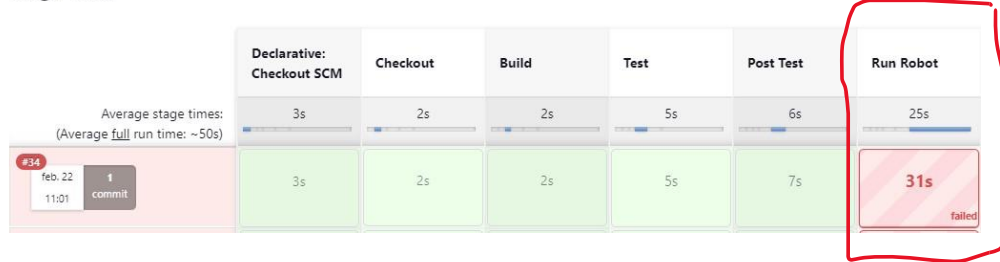 Declarative:
Checkout SCM
Checkout
Build
Test
Post Test
Run Robot
Average stage times:
(Average full run time: ~50s)
3s
2s
2s
5s
6s
25s
#34
feb. 22
11:01
1
commit
3s
2s
2s
5s
7s
31s
failed